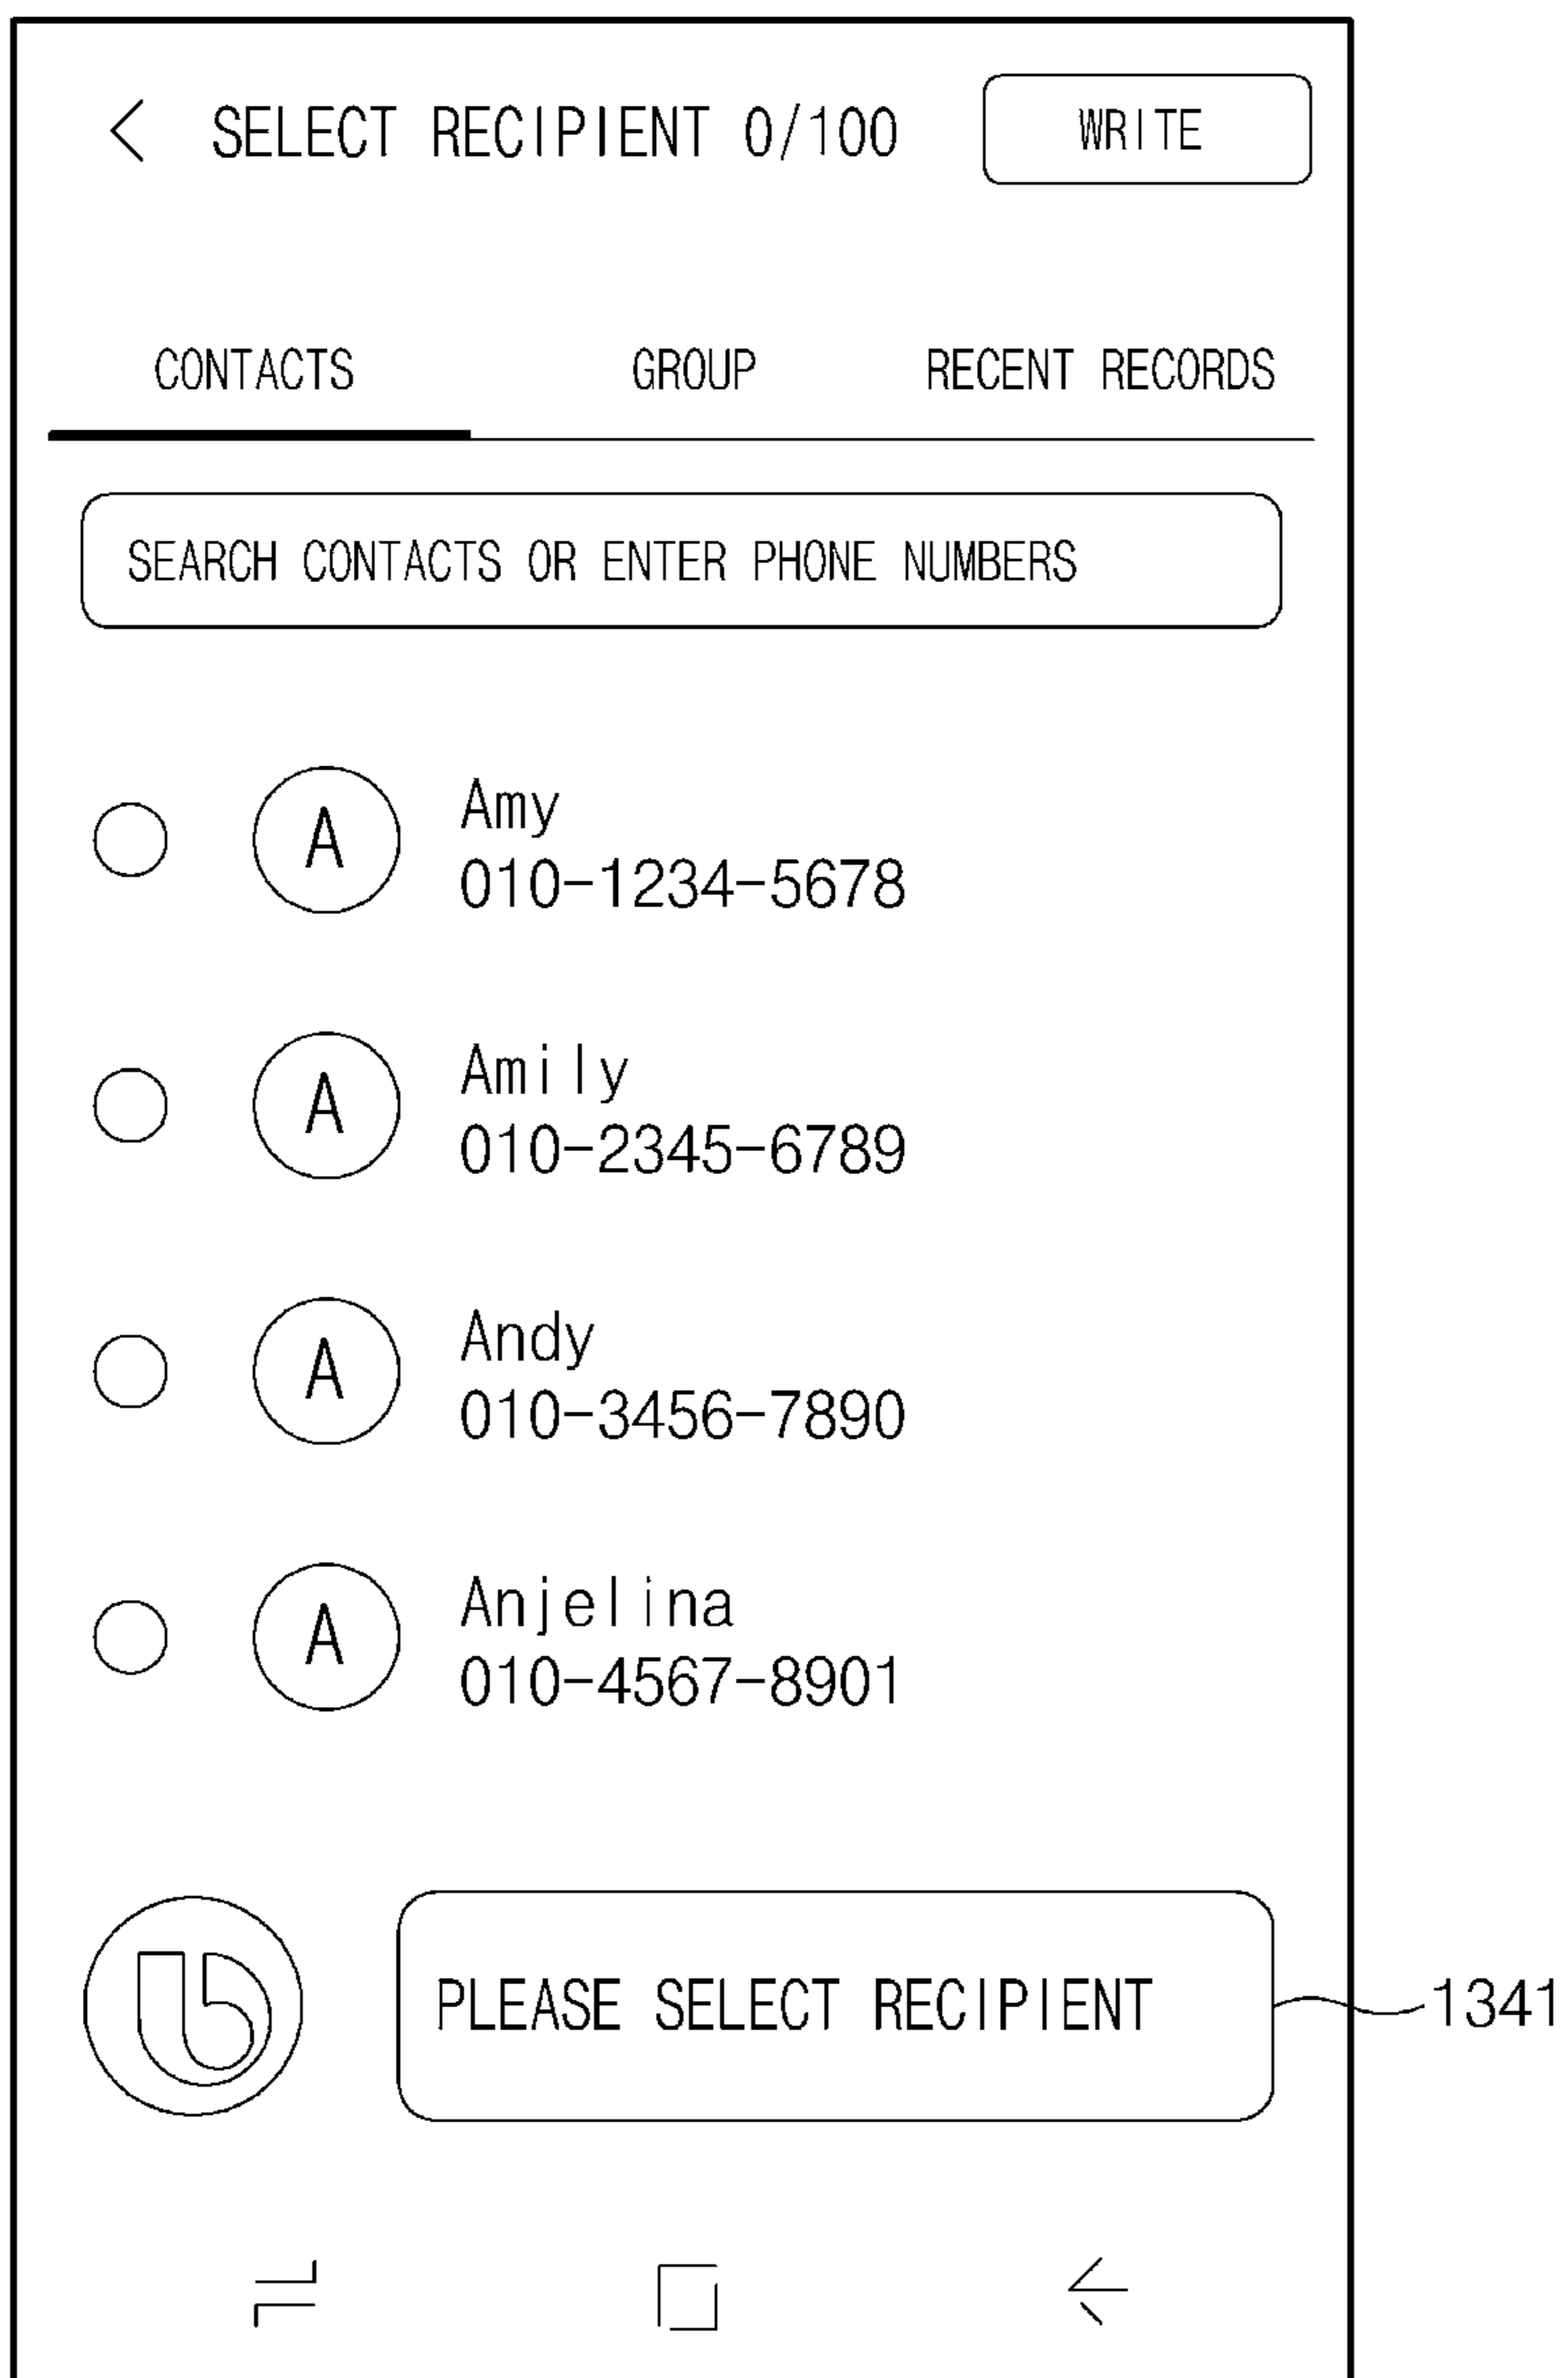 < SELECT RECIPIENT 0/100 WRITE
CONTACTS GROUP RECENT RECORDS
SEARCH CONTACTS OR ENTER PHONE NUMBERS
A Amy
010-1234-5678
A Amily
010-2345-6789
A Andy
010-3456-7890
A Anjelina
010-4567-8901
PLEASE SELECT RECIPIENT 1341